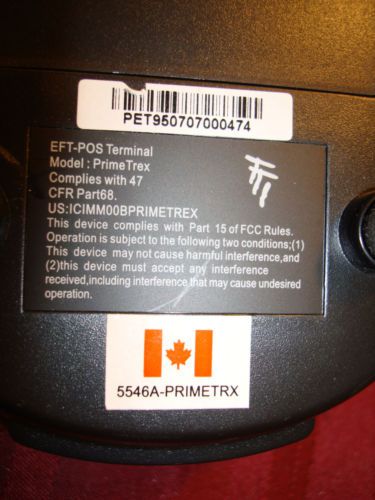 PET950707000474
EFT-POS Terminal
Model : PrimeTrex
Complies with 47
CFR Part68.
US:ICIMM00BPRIMETREX
This device complies with Part 15 of FCC Rules.
Operation is subject to the following two conditions;(1)
This device may not cause harmful interference,and
(2)this device must accept any interference
received,including interference that may cause undesired
operation.
5546A-PRIMETRX